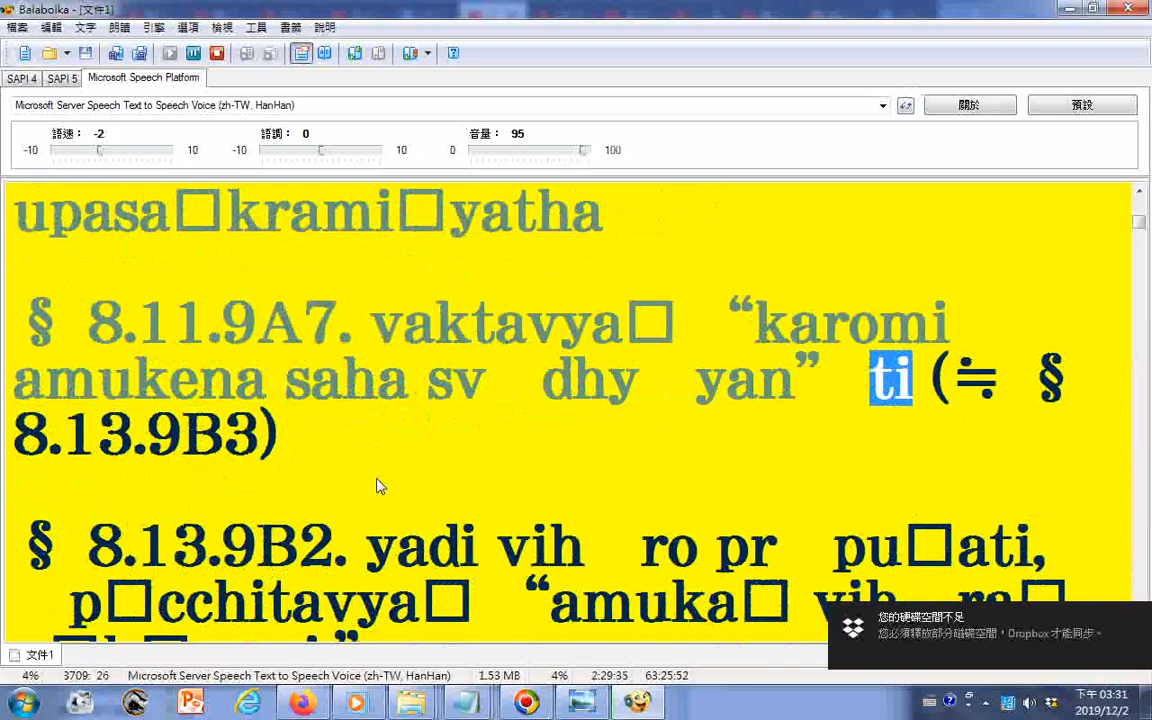 Balabolka - [文件1]
檔案 編輯 文字 朗讀 引擎 選項 檢視 工具 書籤 說明
SAPI 4 SAPI 5 Microsoft Speech Platform
Microsoft Server Speech Text to Speech Voice (zh-TW, HanHan)
關於 預設
語速： -2 語調： 0 音量： 95
-10 10 -10 10 0 100
upasa□krami□yatha
§ 8.11.9A7. vaktavya□ “karomi
amukena saha sv dhy yan” ti (≒ §
8.13.9B3)
§ 8.13.9B2. yadi vih ro pr pu□ati,
p□cchitavya□ “amuka□ vih ra□
您的硬碟空間不足
您必須釋放部分磁碟空間，Dropbox 才能同步。
文件1
4% 3709: 26 Microsoft Server Speech Text to Speech Voice (zh-TW, HanHan) 1.53 MB 4% 2:29:35 63:25:52
下午 03:31
2019/12/2